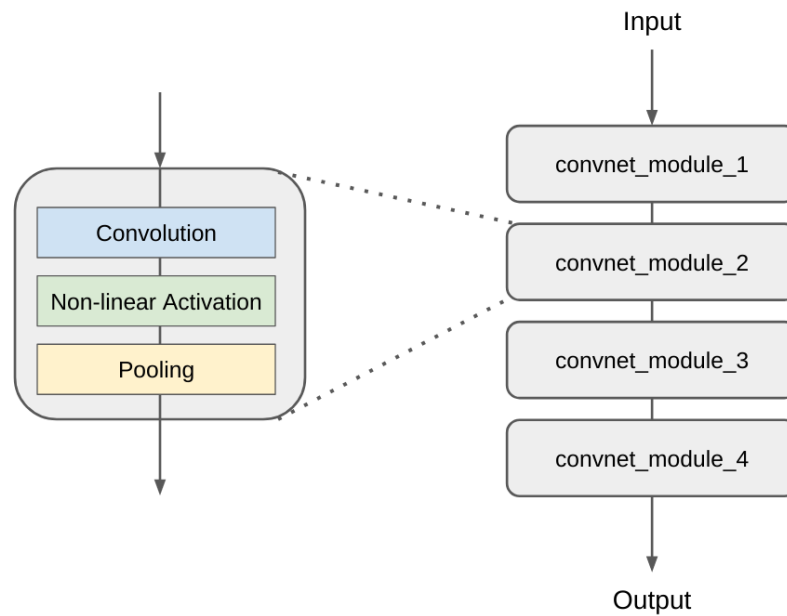 Input
convnet_module_1
Convolution
convnet_module_2
Non-linear Activation
convnet_module_3
Pooling
convnet_module_4
Output